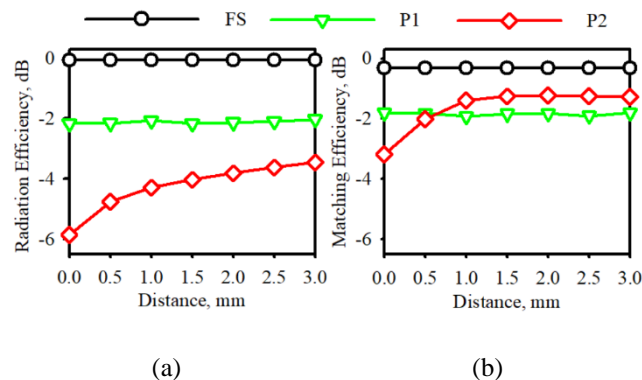 FS P1 P2
Radiation Efficiency, dB
0
-2
-4
-6
0.0 0.5 1.0 1.5 2.0 2.5 3.0
Distance, mm
(a)
Matching Efficiency, dB
0
-2
-4
-6
0.0 0.5 1.0 1.5 2.0 2.5 3.0
Distance, mm
(b)